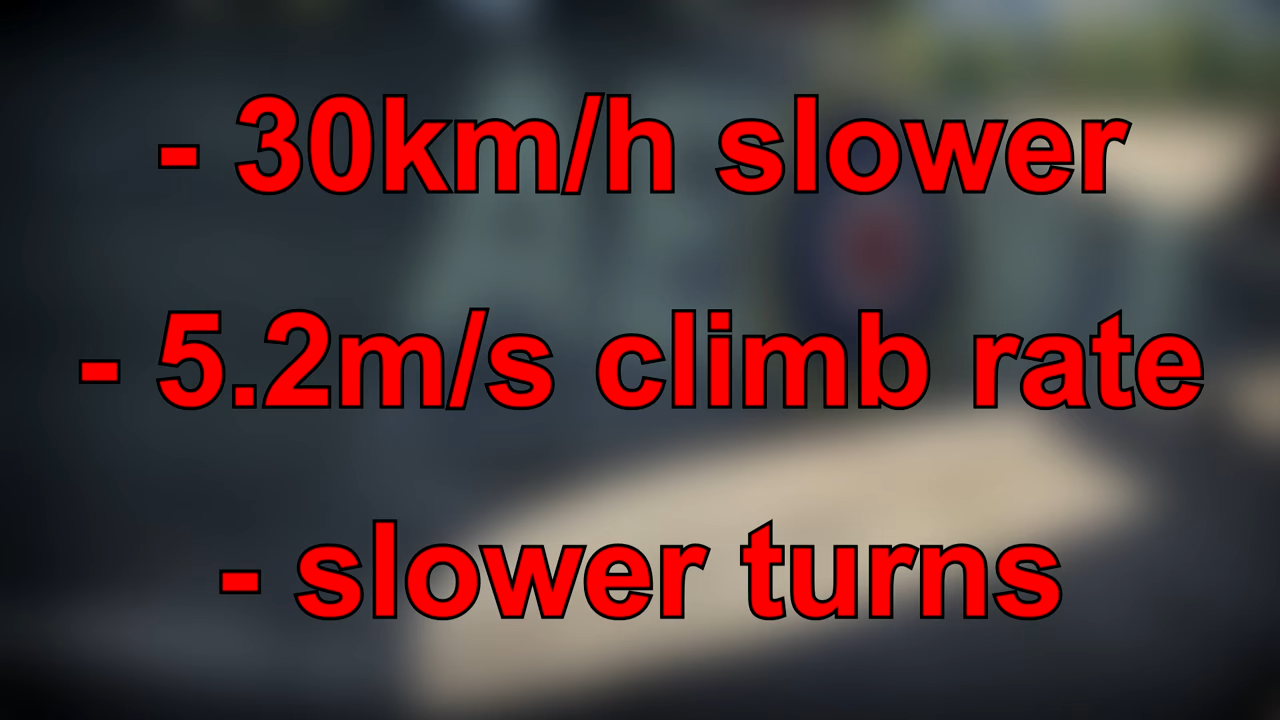 - 30km/h slower
- 5.2m/s climb rate
- slower turns